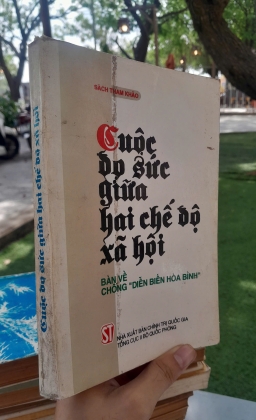 SÁCH THAM KHẢO
Cuộc
đọ sức
giữa
hai chế độ
xã hội
BÀN VỀ
CHỐNG "DIỄN BIẾN HÒA BÌNH"
ST
NHÀ XUẤT BẢN CHÍNH TRỊ QUỐC GIA
TỔNG CỤC II BỘ QUỐC PHÒNG
Cuộc đọ sức giữa hai chế độ xã hội